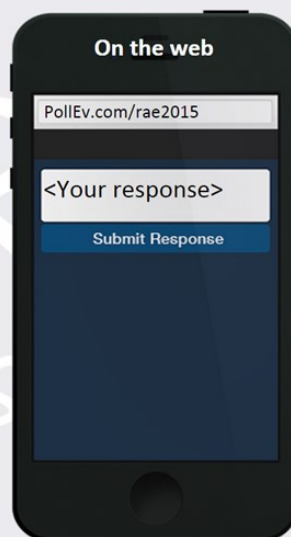 On the web
PollEv.com/rae2015
<Your response>
Submit Response